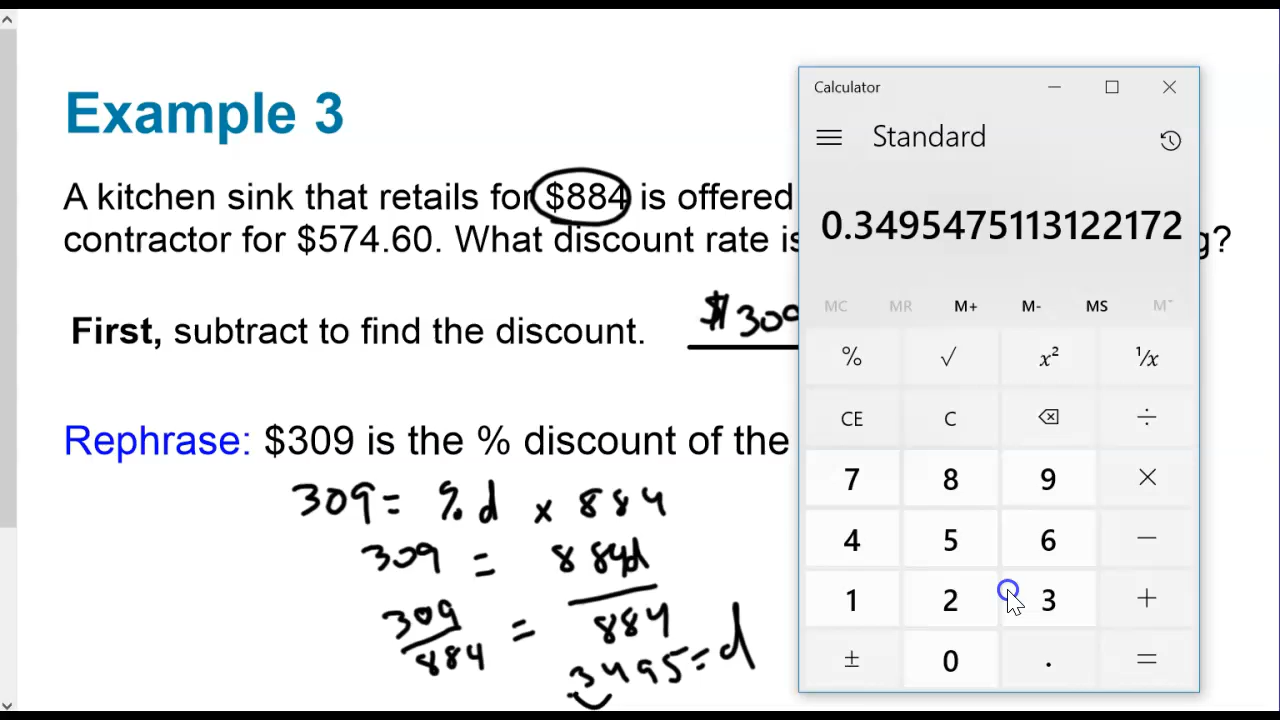 Example 3
A kitchen sink that retails for $884 is offered
contractor for $574.60. What discount rate is g?
First, subtract to find the discount. $309
Rephrase: $309 is the % discount of the
309 = % d x 884
309 = 884d
309 = 884
884
.3495 = d
Calculator
Standard
0.3495475113122172
MC MR M+ M- MS M˅
% √ x² ¹/x
CE C ⌫ ÷
7 8 9 ×
4 5 6 −
1 2 3 +
± 0 . =